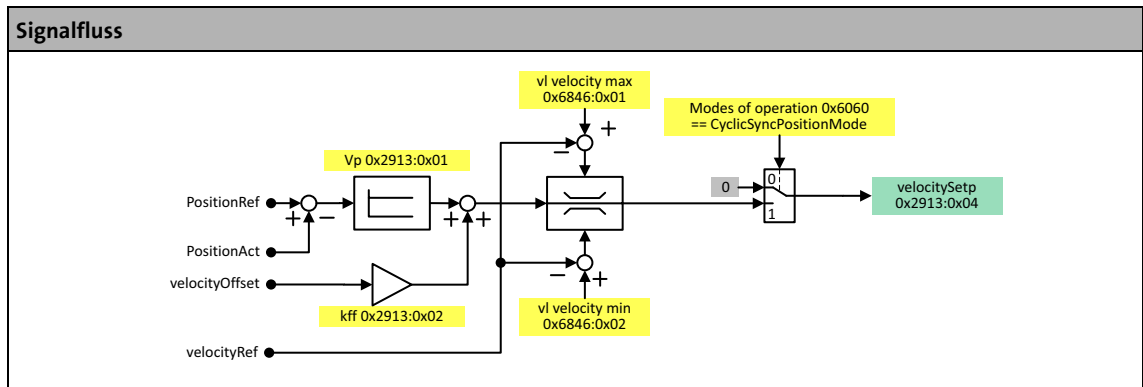 Signalfluss
vl velocity max
0x6846:0x01
Modes of operation 0x6060
== CyclicSyncPositionMode
+
−
Vp 0x2913:0x01
0
0
velocitySetp
0x2913:0x04
PositionRef
+
−
+
+
1
PositionAct
velocityOffset
−
+
kff 0x2913:0x02
vl velocity min
0x6846:0x02
velocityRef